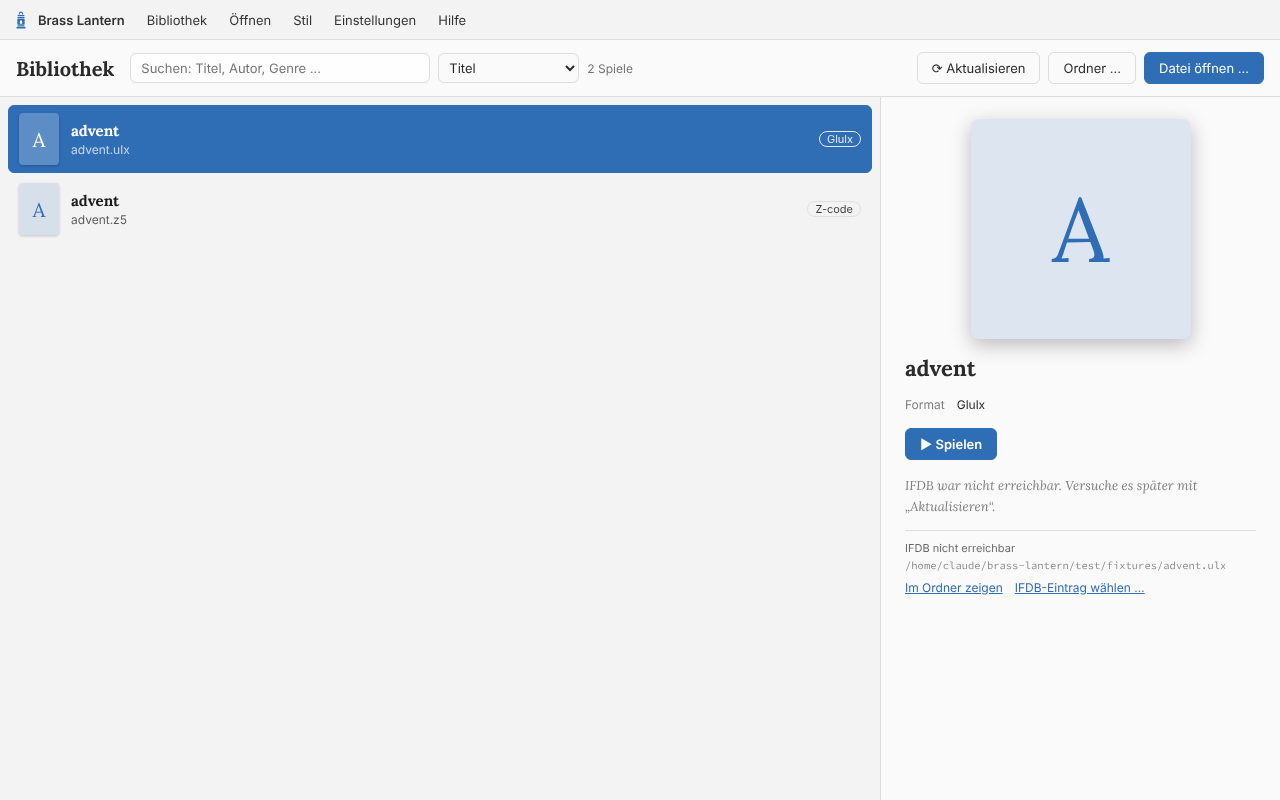 Brass Lantern Bibliothek Öffnen Stil Einstellungen Hilfe
Bibliothek Suchen: Titel, Autor, Genre ... Titel 2 Spiele ⟳ Aktualisieren Ordner ... Datei öffnen ...
A
advent
advent.ulx
Glulx
A
advent
advent.z5
Z-code
A
advent
Format Glulx
▶ Spielen
IFDB war nicht erreichbar. Versuche es später mit
„Aktualisieren“.
IFDB nicht erreichbar
/home/claude/brass-lantern/test/fixtures/advent.ulx
Im Ordner zeigen IFDB-Eintrag wählen ...